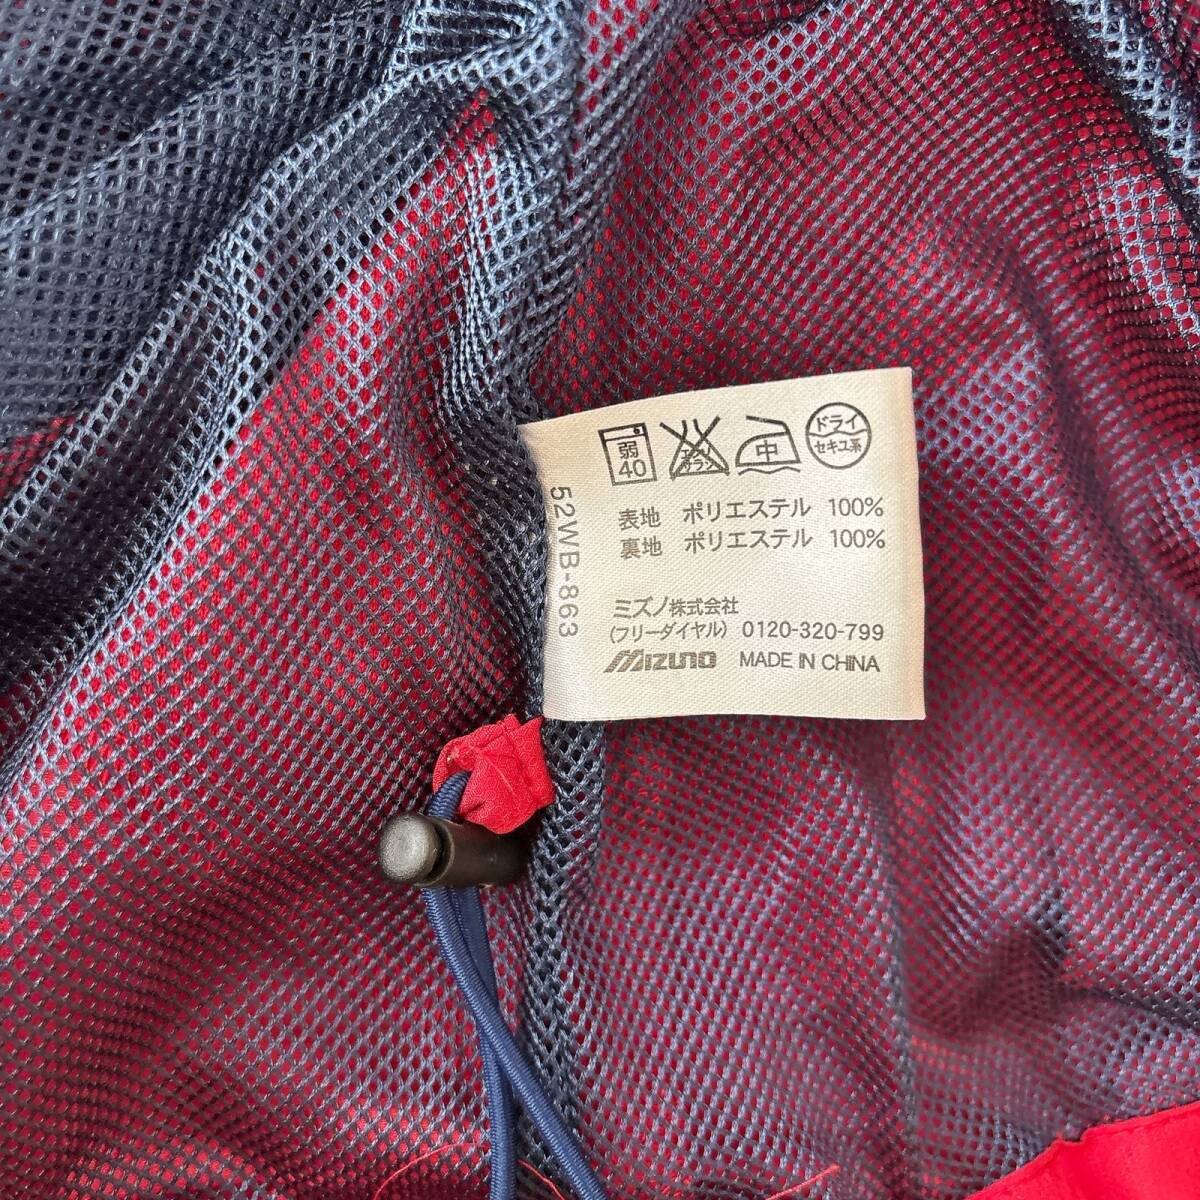 弱 40
エンソ サラシ
中
ドライ
セキユ系
表地 ポリエステル 100%
裏地 ポリエステル 100%
ミズノ株式会社
(フリーダイヤル) 0120-320-799
MIZUNO MADE IN CHINA
52WB-863